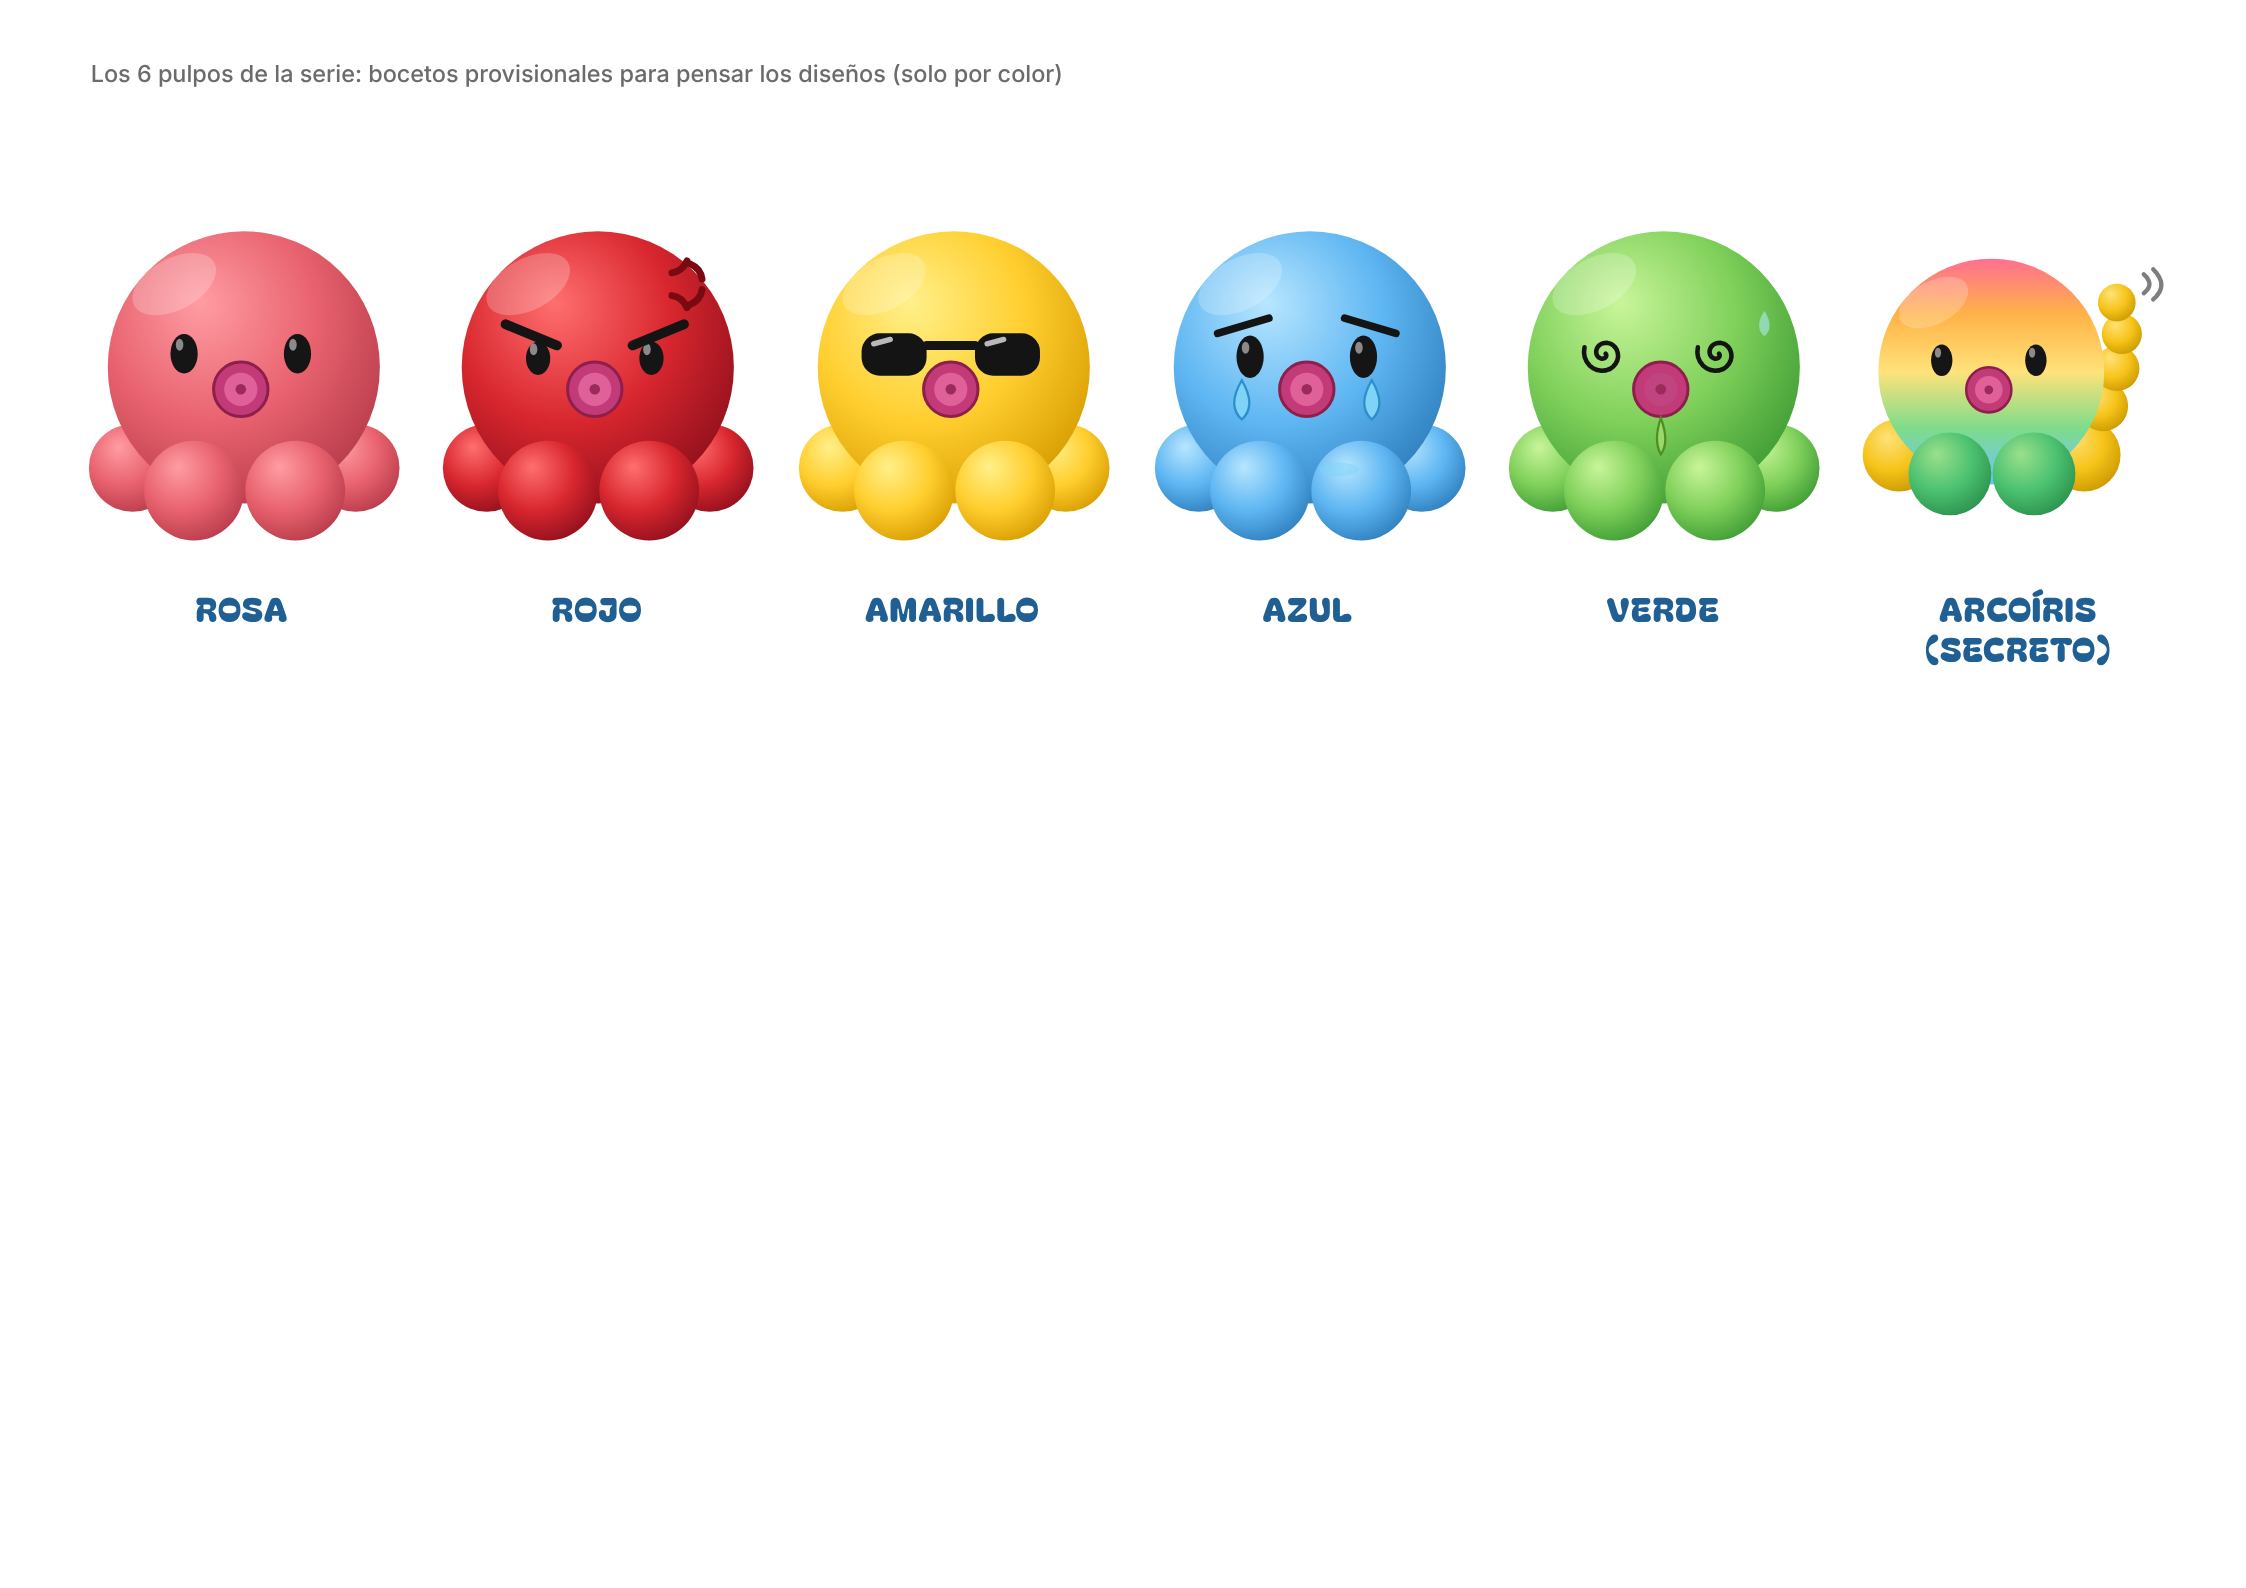 Los 6 pulpos de la serie: bocetos provisionales para pensar los diseños (solo por color)
ROSA
ROJO
AMARILLO
AZUL
VERDE
ARCOÍRIS
(SECRETO)